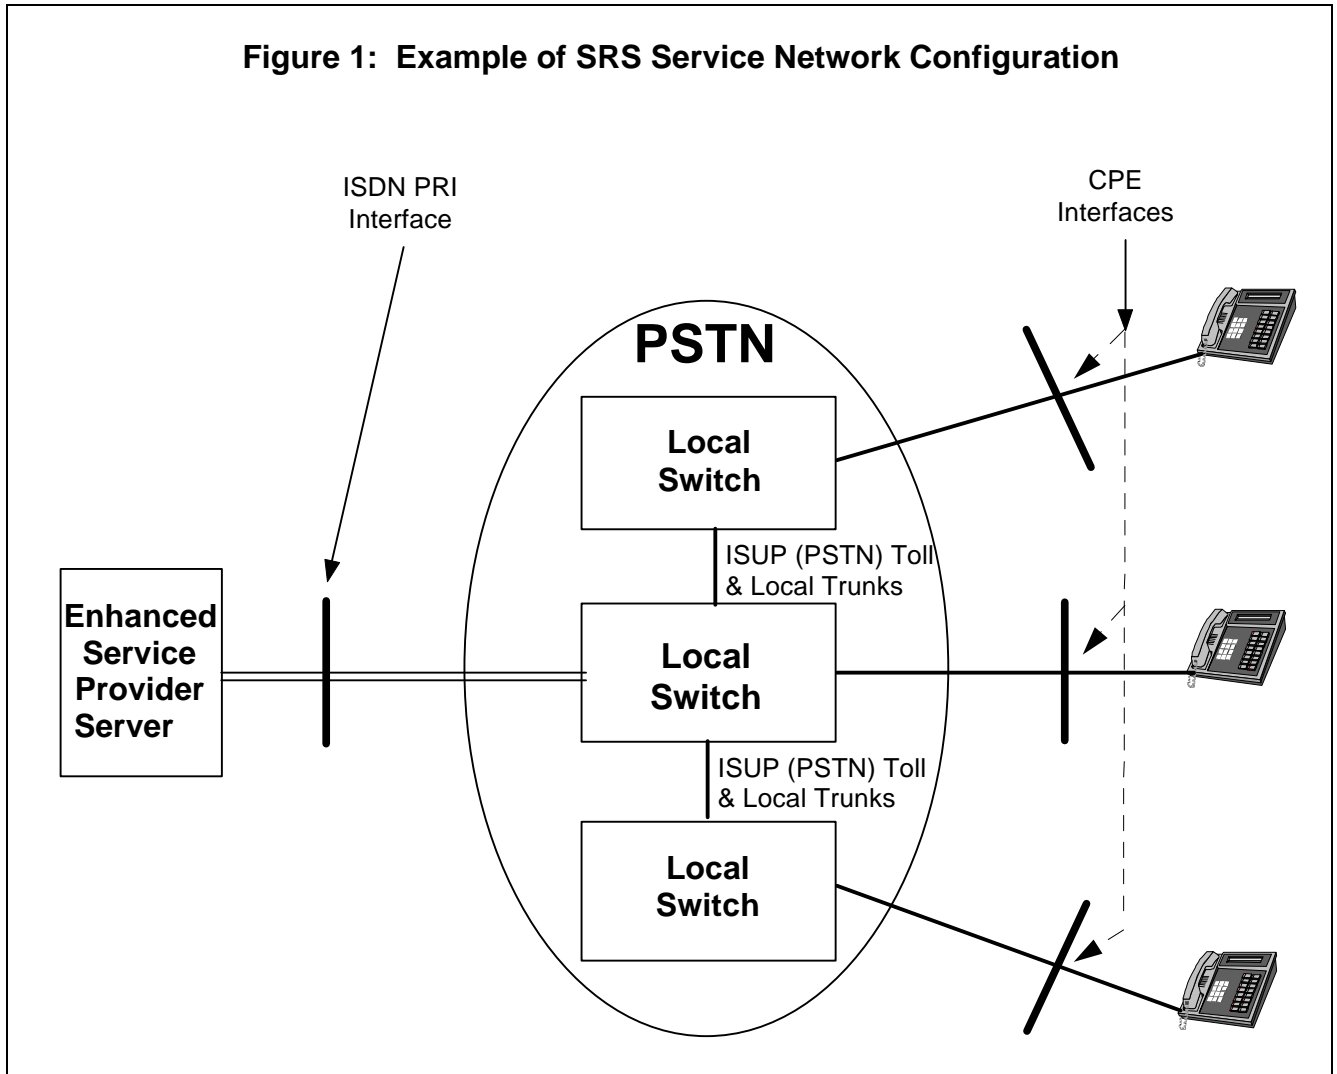 Figure 1:  Example of SRS Service Network Configuration
ISDN PRI
Interface
CPE
Interfaces
PSTN
Local
Switch
ISUP (PSTN) Toll
& Local Trunks
Enhanced
Service
Provider
Server
Local
Switch
ISUP (PSTN) Toll
& Local Trunks
Local
Switch